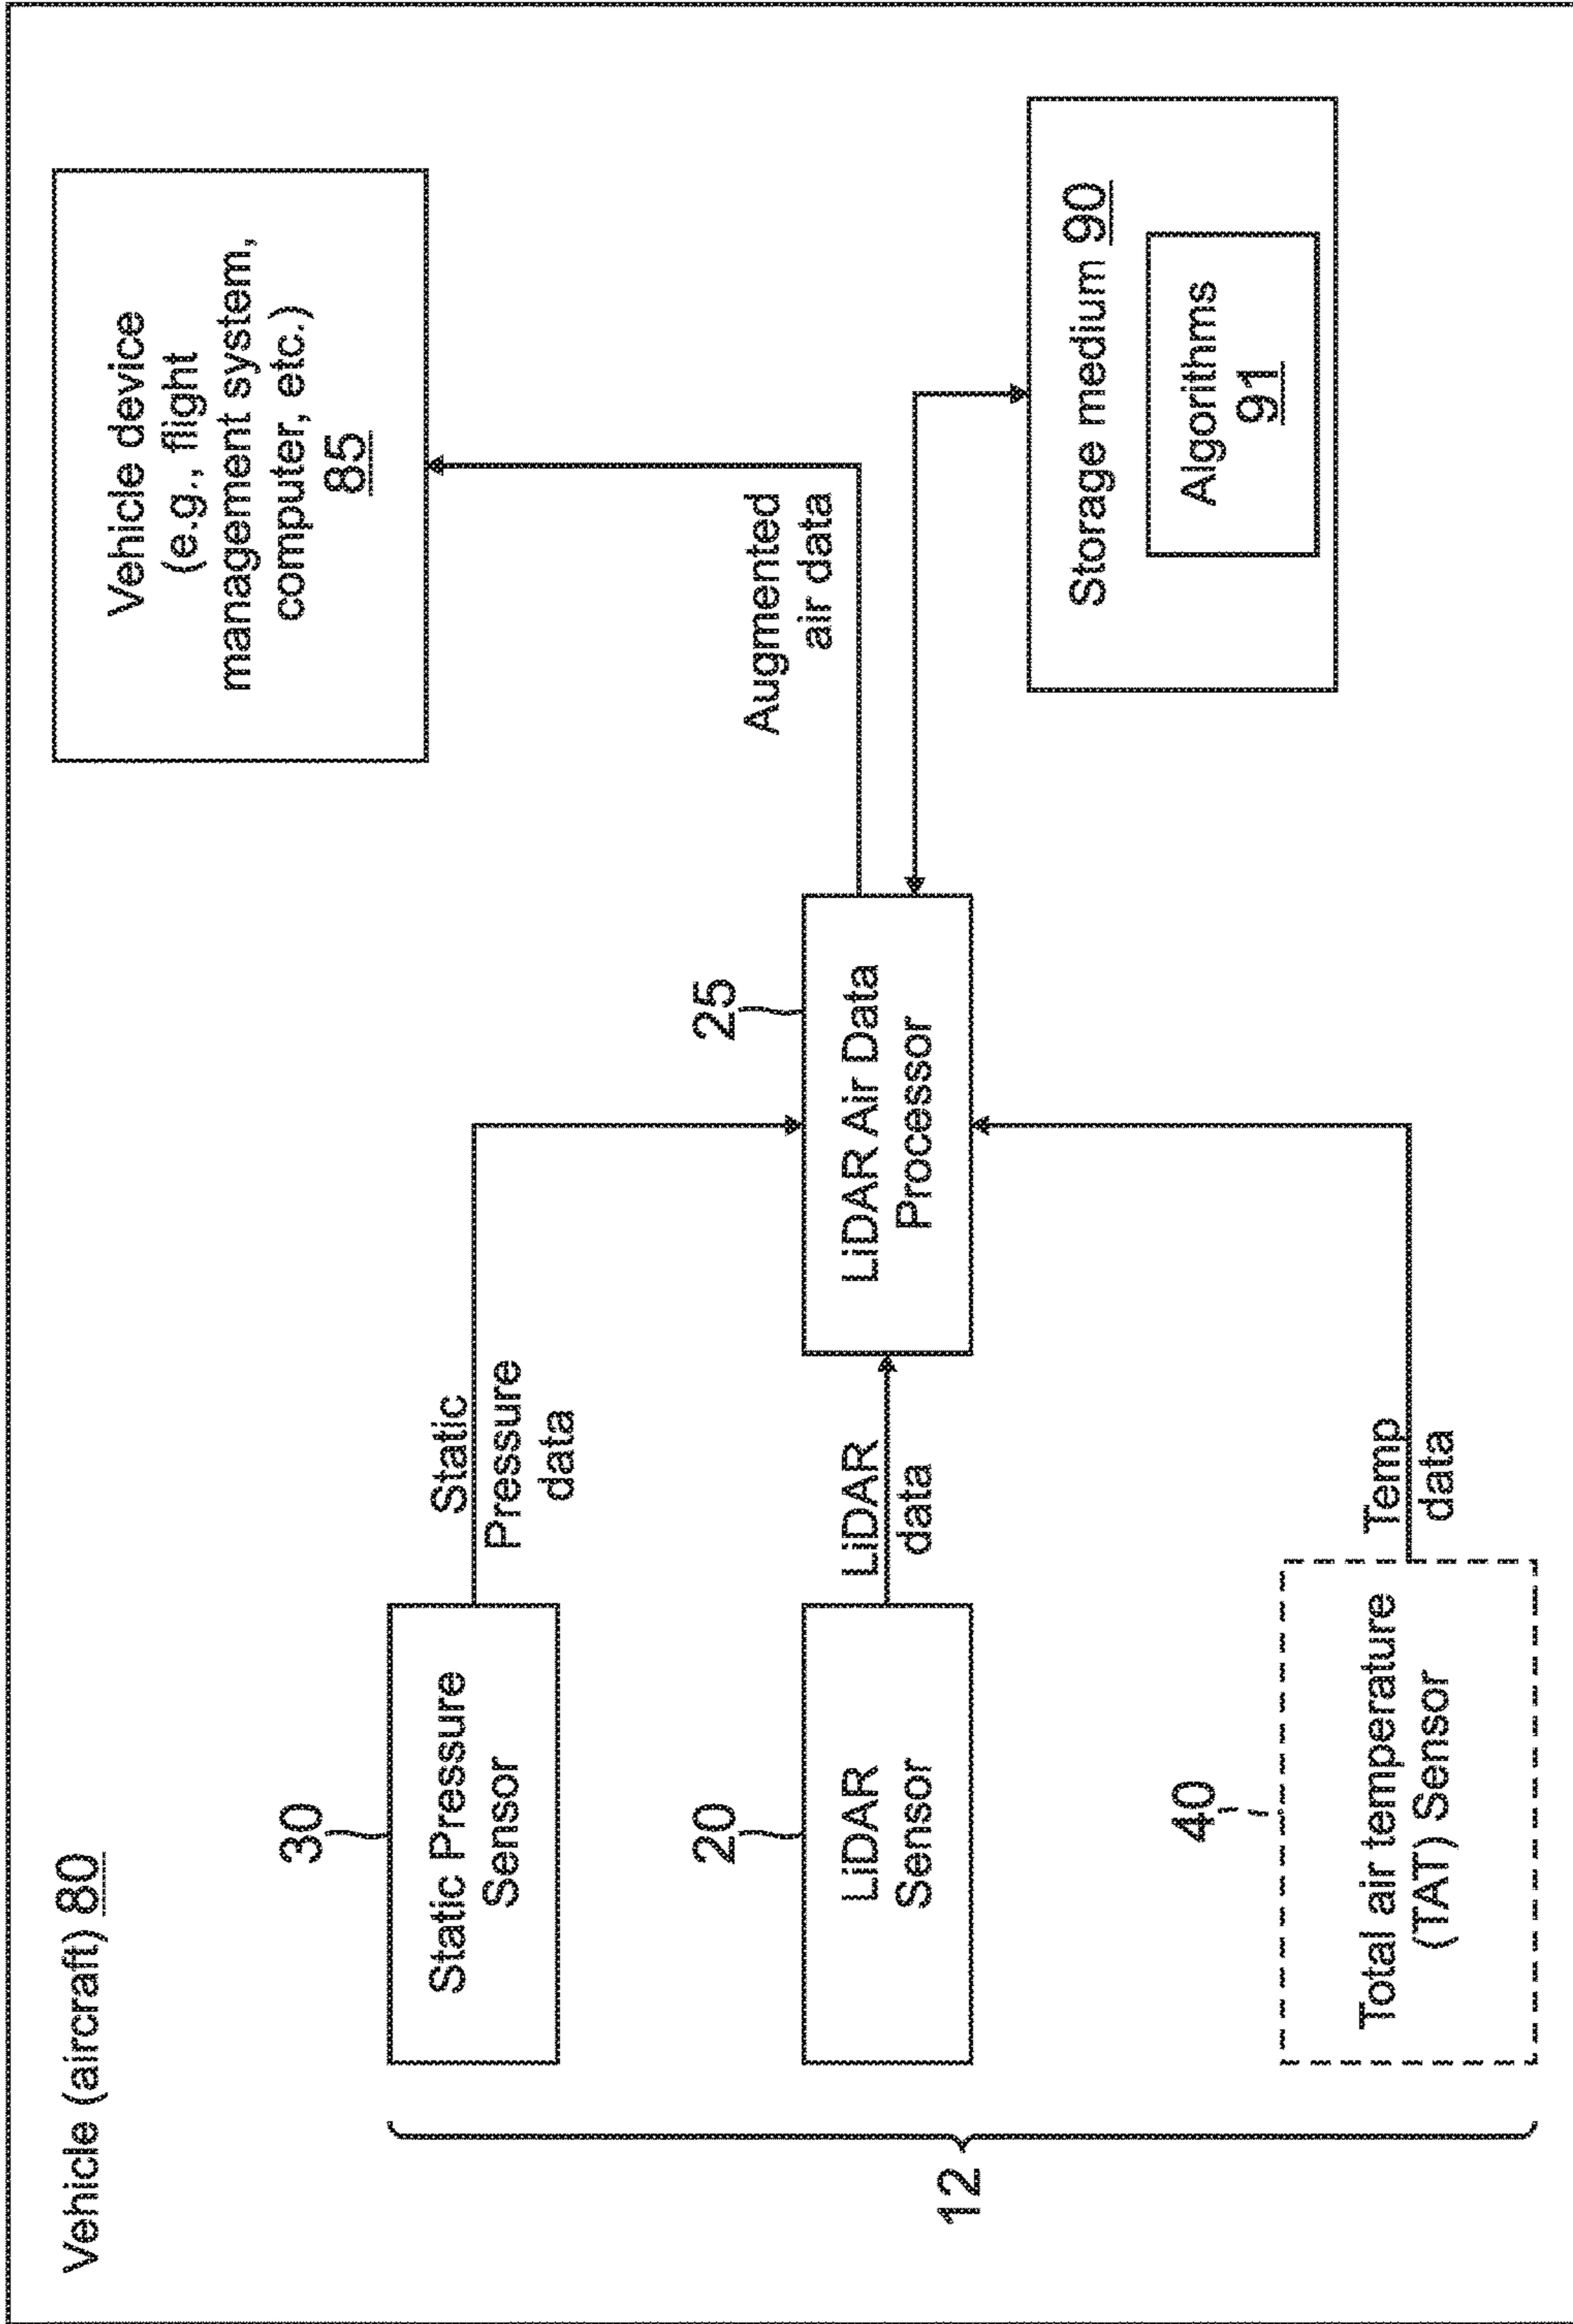 Vehicle (aircraft) 80
30
Static Pressure
Sensor
Static
Pressure
data
20
LiDAR
Sensor
LiDAR
data
40
Total air temperature
(TAT) Sensor
Temp
data
12
25
LiDAR Air Data
Processor
Augmented
air data
Vehicle device
(e.g., flight
management system,
computer, etc.)
85
Storage medium 90
Algorithms
91